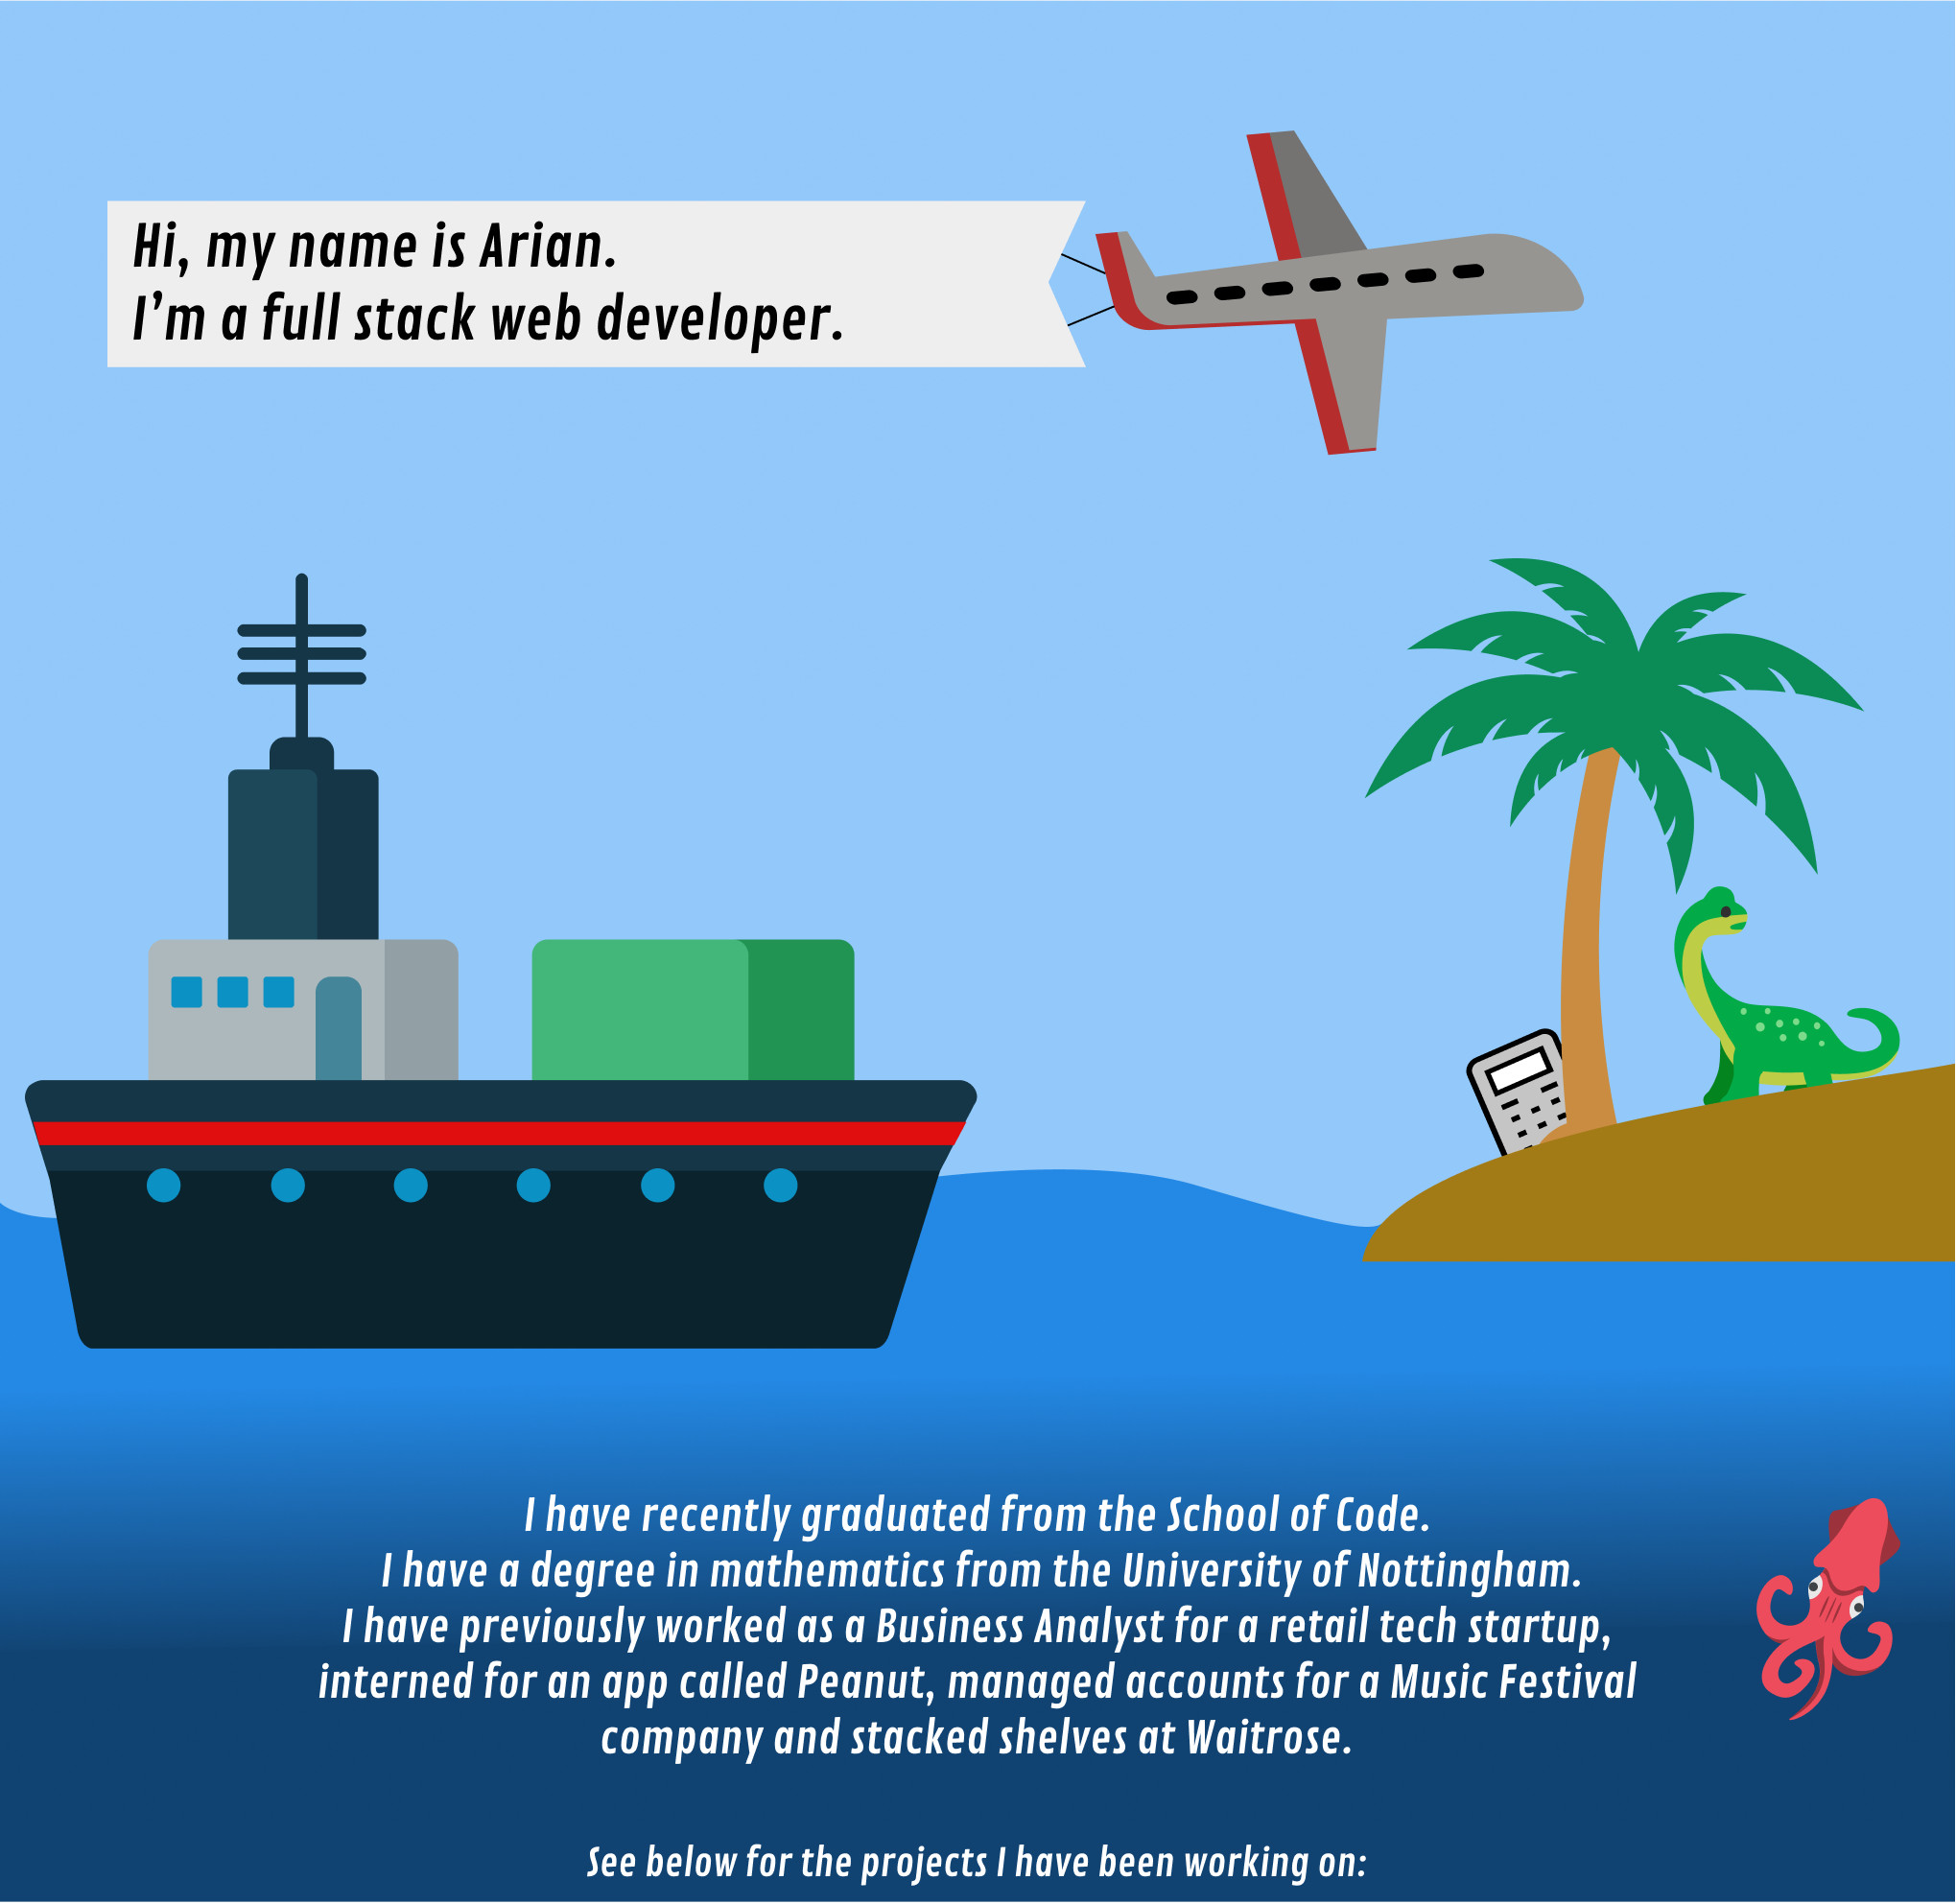 Hi, my name is Arian.
I'm a full stack web developer.
I have recently graduated from the School of Code.
I have a degree in mathematics from the University of Nottingham.
I have previously worked as a Business Analyst for a retail tech startup,
interned for an app called Peanut, managed accounts for a Music Festival
company and stacked shelves at Waitrose.
See below for the projects I have been working on: